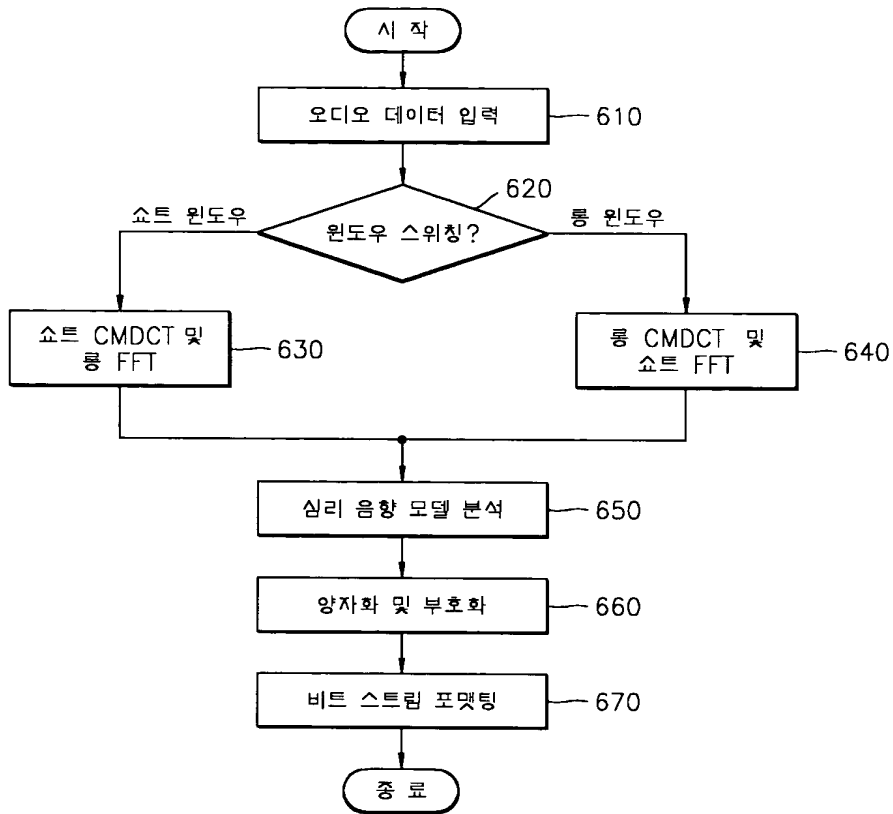 시 작
오디오 데이터 입력
610
620
쇼트 윈도우
윈도우 스위칭?
롱 윈도우
쇼트 CMDCT 및
롱 FFT
630
롱 CMDCT 및
쇼트 FFT
640
심리 음향 모델 분석
650
양자화 및 부호화
660
비트 스트림 포맷팅
670
종 료